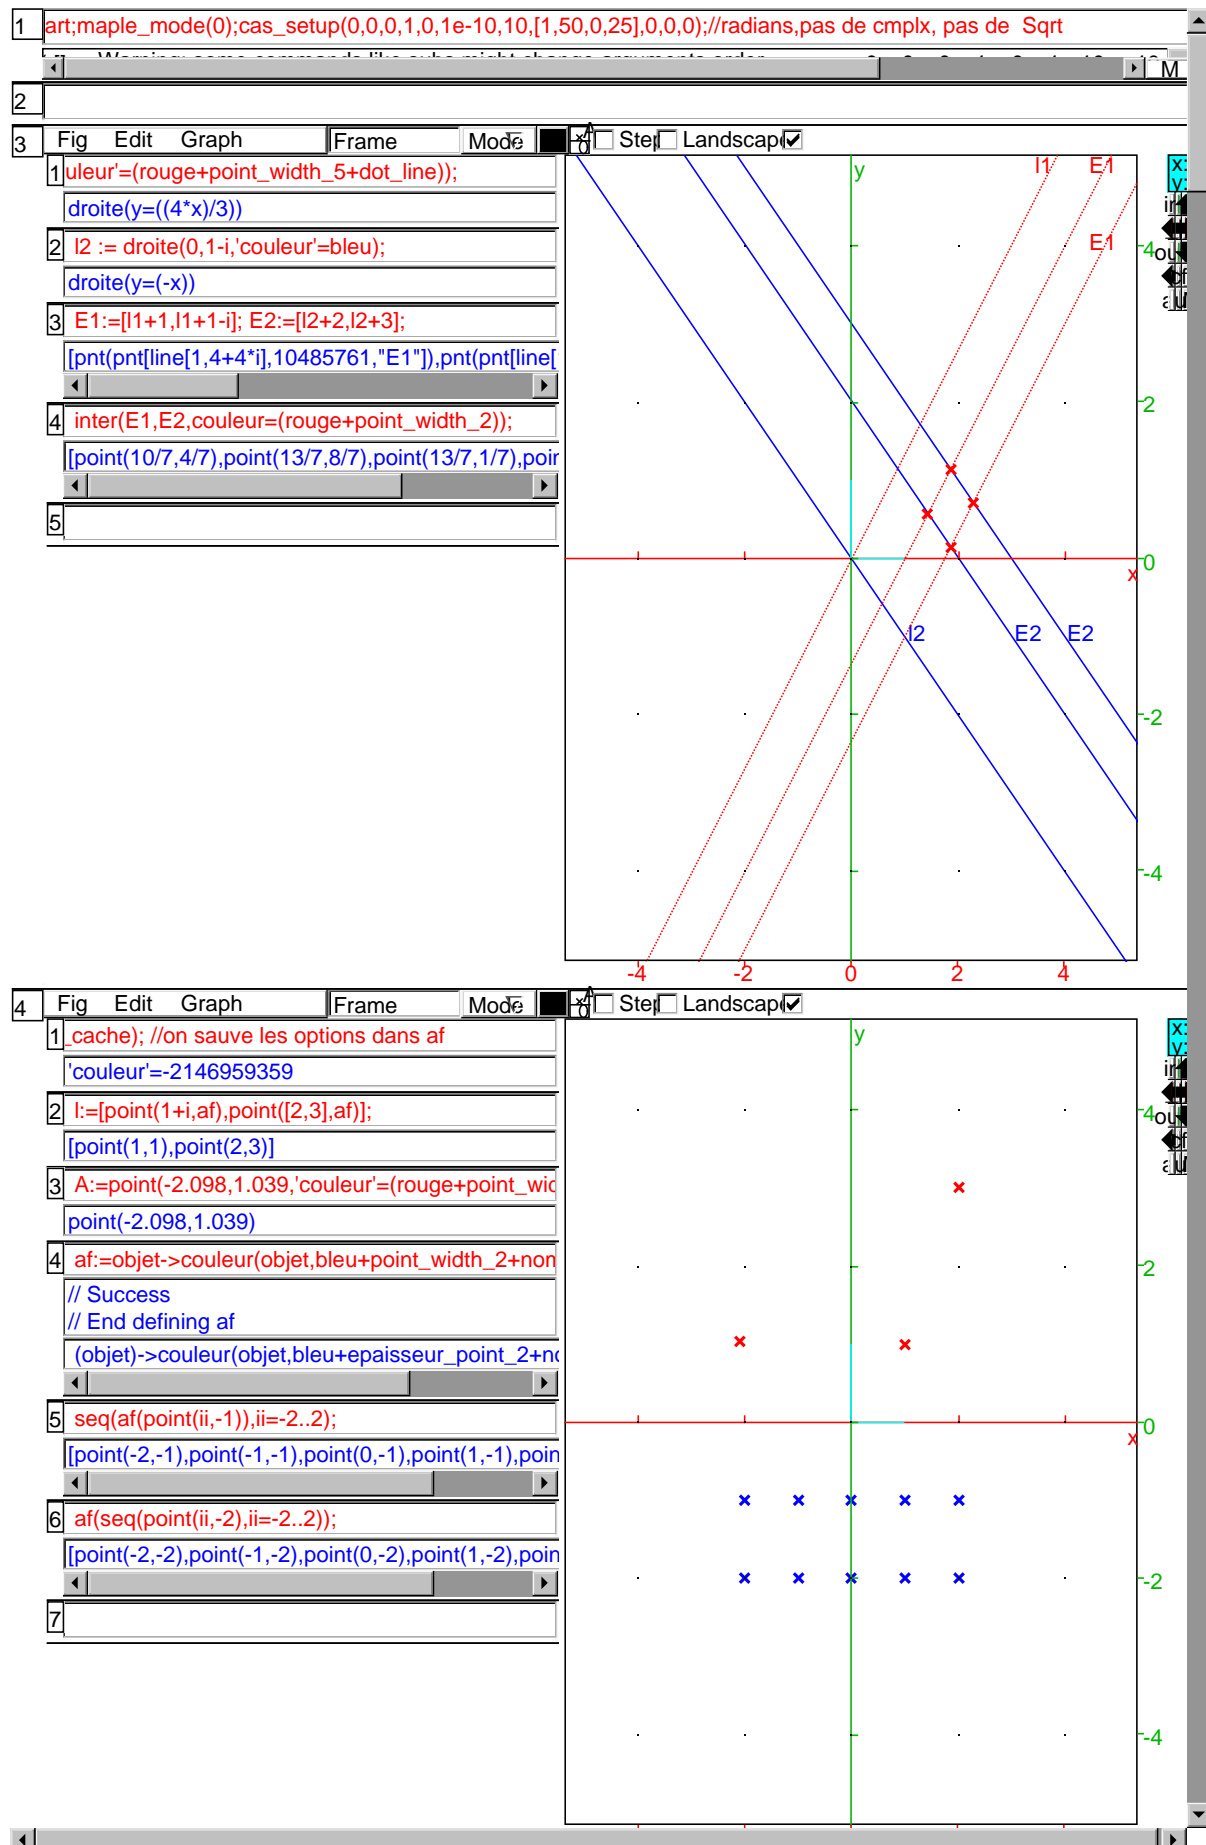 1 art;maple_mode(0);cas_setup(0,0,0,1,0,1e-10,10,[1,50,0,25],0,0,0);//radians,pas de cmplx, pas de Sqrt
M
2
3 Fig Edit Graph Frame Mode Step Landscape
1 uleur'=(rouge+point_width_5+dot_line));
droite(y=((4*x)/3))
2 l2 := droite(0,1-i,'couleur'=bleu);
droite(y=(-x))
3 E1:=[l1+1,l1+1-i]; E2:=[l2+2,l2+3];
[pnt(pnt[line[1,4+4*i],10485761,"E1"]),pnt(pnt[line[
4 inter(E1,E2,couleur=(rouge+point_width_2));
[point(10/7,4/7),point(13/7,8/7),point(13/7,1/7),poin
5
y
l1 E1
E1
4
2
0
x
l2 E2 E2
-2
-4
-4 -2 0 2 4
4 Fig Edit Graph Frame Mode Step Landscape
1 _cache); //on sauve les options dans af
'couleur'=-2146959359
2 l:=[point(1+i,af),point([2,3],af)];
[point(1,1),point(2,3)]
3 A:=point(-2.098,1.039,'couleur'=(rouge+point_wid
point(-2.098,1.039)
4 af:=objet->couleur(objet,bleu+point_width_2+nom
// Success
// End defining af
(objet)->couleur(objet,bleu+epaisseur_point_2+no
5 seq(af(point(ii,-1)),ii=-2..2);
[point(-2,-1),point(-1,-1),point(0,-1),point(1,-1),poin
6 af(seq(point(ii,-2),ii=-2..2));
[point(-2,-2),point(-1,-2),point(0,-2),point(1,-2),poin
7
y
4
2
0
x
-2
-4